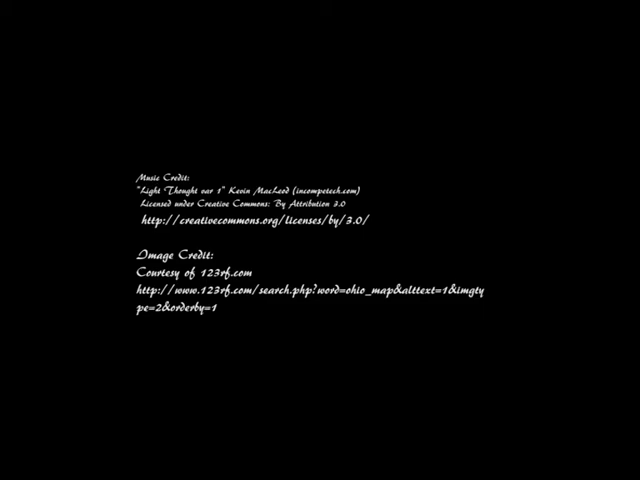 Music Credit:
"Light Thought var 1" Kevin MacLeod (incompetech.com)
Licensed under Creative Commons: By Attribution 3.0
http://creativecommons.org/licenses/by/3.0/
Image Credit:
Courtesy of 123rf.com
http://www.123rf.com/search.php?word=ohio_map&alttext=1&imgty
pe=2&orderby=1